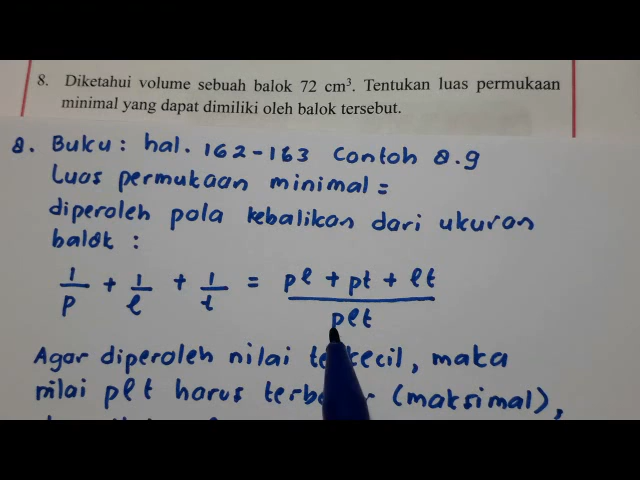 8. Diketahui volume sebuah balok 72 cm³. Tentukan luas permukaan
minimal yang dapat dimiliki oleh balok tersebut.
8. Buku: hal. 162-163 Contoh 8.9
Luas permukaan minimal =
diperoleh pola kebalikan dari ukuran
balok :
1/p + 1/l + 1/t = pl + pt + lt / plt
Agar diperoleh nilai terkecil, maka
nilai plt harus (maksimal),